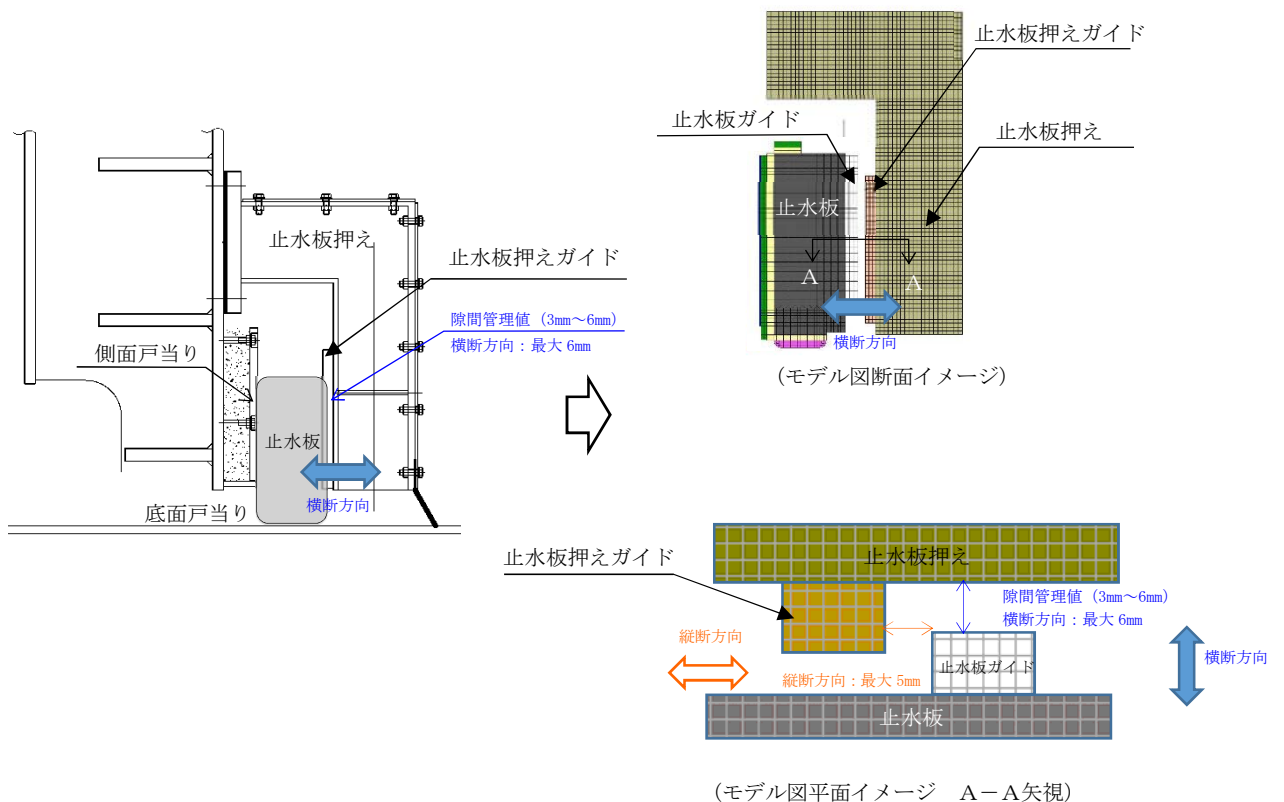 止水板押え
止水板押えガイド
隙間管理値（3mm～6mm）
横断方向：最大 6mm
側面戸当り
止水板
横断方向
底面戸当り
止水板押えガイド
止水板ガイド
止水板押え
止水板
A
A
横断方向
（モデル図断面イメージ）
止水板押えガイド
止水板押え
隙間管理値（3mm～6mm）
横断方向：最大 6mm
縦断方向
縦断方向：最大 5mm
止水板ガイド
横断方向
止水板
（モデル図平面イメージ　A－A矢視）